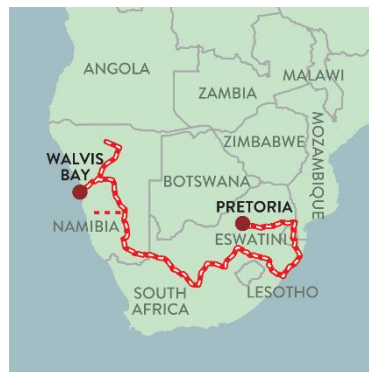 ANGOLA
MALAWI
ZAMBIA
MOZAMBIQUE
ZIMBABWE
WALVIS
BAY
BOTSWANA
PRETORIA
NAMIBIA
ESWATINI
SOUTH
AFRICA
LESOTHO